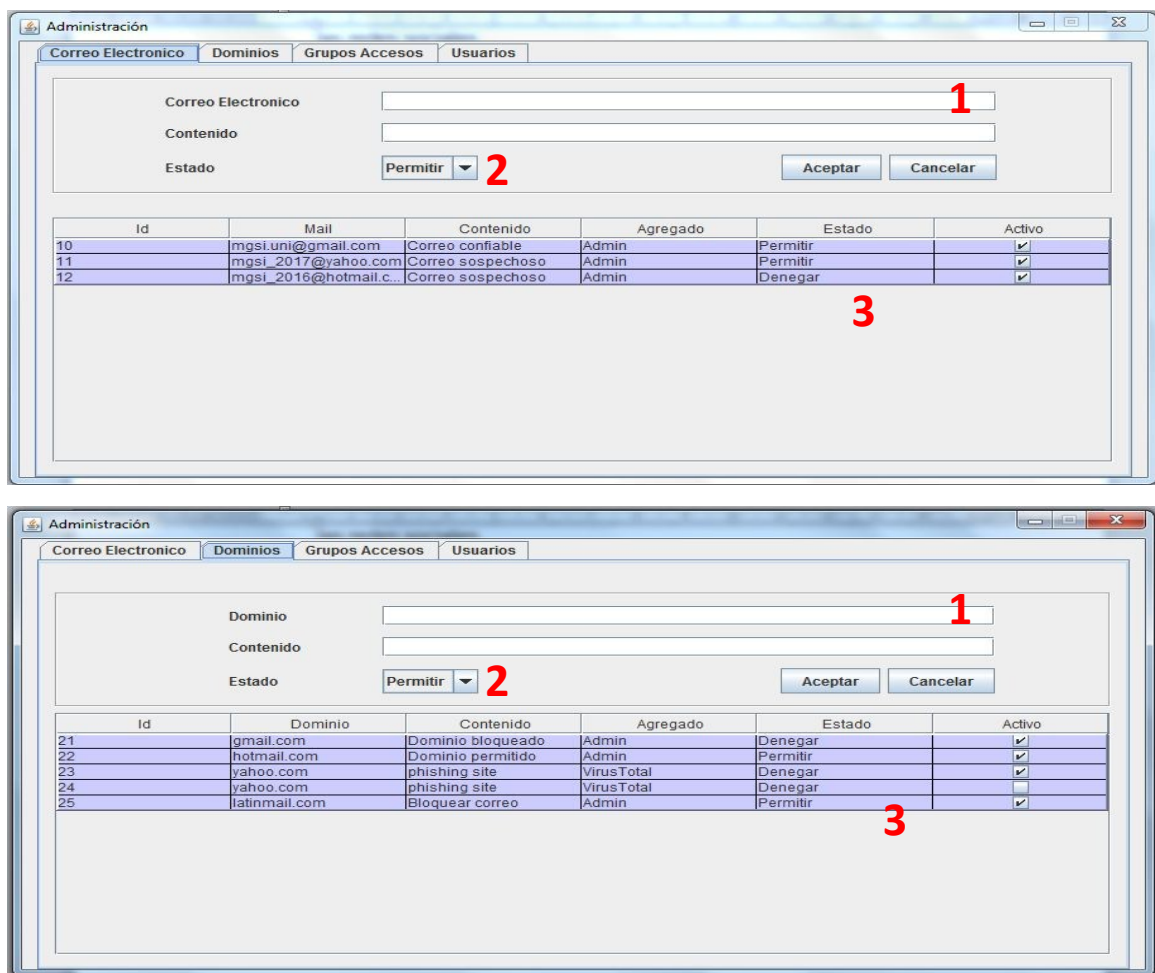 Administración
Correo Electronico Dominios Grupos Accesos Usuarios
Correo Electronico 1
Contenido
Estado Permitir 2 Aceptar Cancelar
Id Mail Contenido Agregado Estado Activo
10 mgsi.uni@gmail.com Correo confiable Admin Permitir
11 mgsi_2017@yahoo.com Correo sospechoso Admin Permitir
12 mgsi_2016@hotmail.c... Correo sospechoso Admin Denegar
3
Administración
Correo Electronico Dominios Grupos Accesos Usuarios
Dominio 1
Contenido
Estado Permitir 2 Aceptar Cancelar
Id Dominio Contenido Agregado Estado Activo
21 gmail.com Dominio bloqueado Admin Denegar
22 hotmail.com Dominio permitido Admin Permitir
23 yahoo.com phishing site VirusTotal Denegar
24 yahoo.com phishing site VirusTotal Denegar
25 latinmail.com Bloquear correo Admin Permitir
3